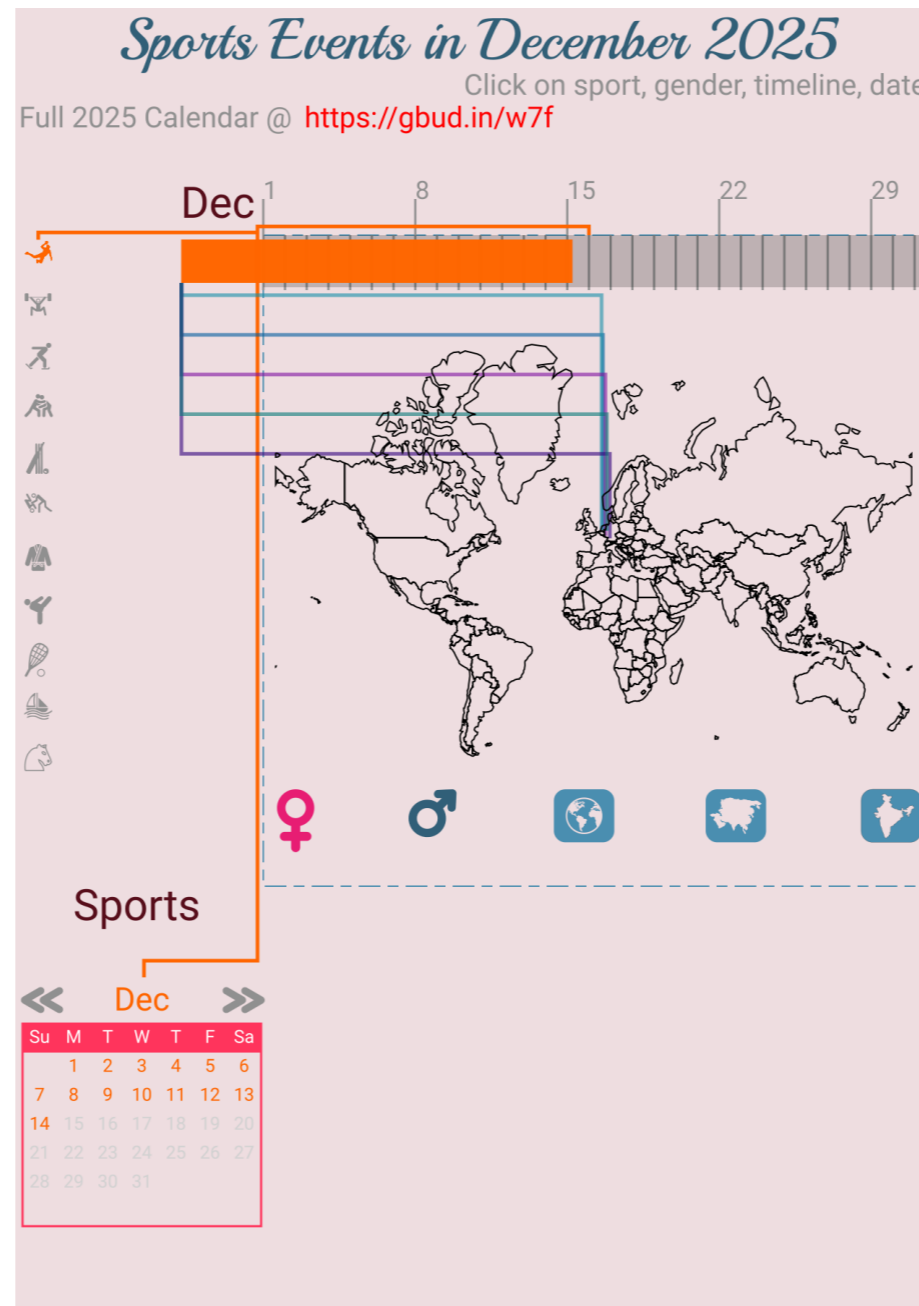 Sports Events in December 2025
Click on sport, gender, timeline, date
Full 2025 Calendar @ https://gbud.in/w7f
Dec
1 8 15 22 29
Sports
Dec
Su M T W T F Sa
1 2 3 4 5 6
7 8 9 10 11 12 13
14 15 16 17 18 19 20
21 22 23 24 25 26 27
28 29 30 31